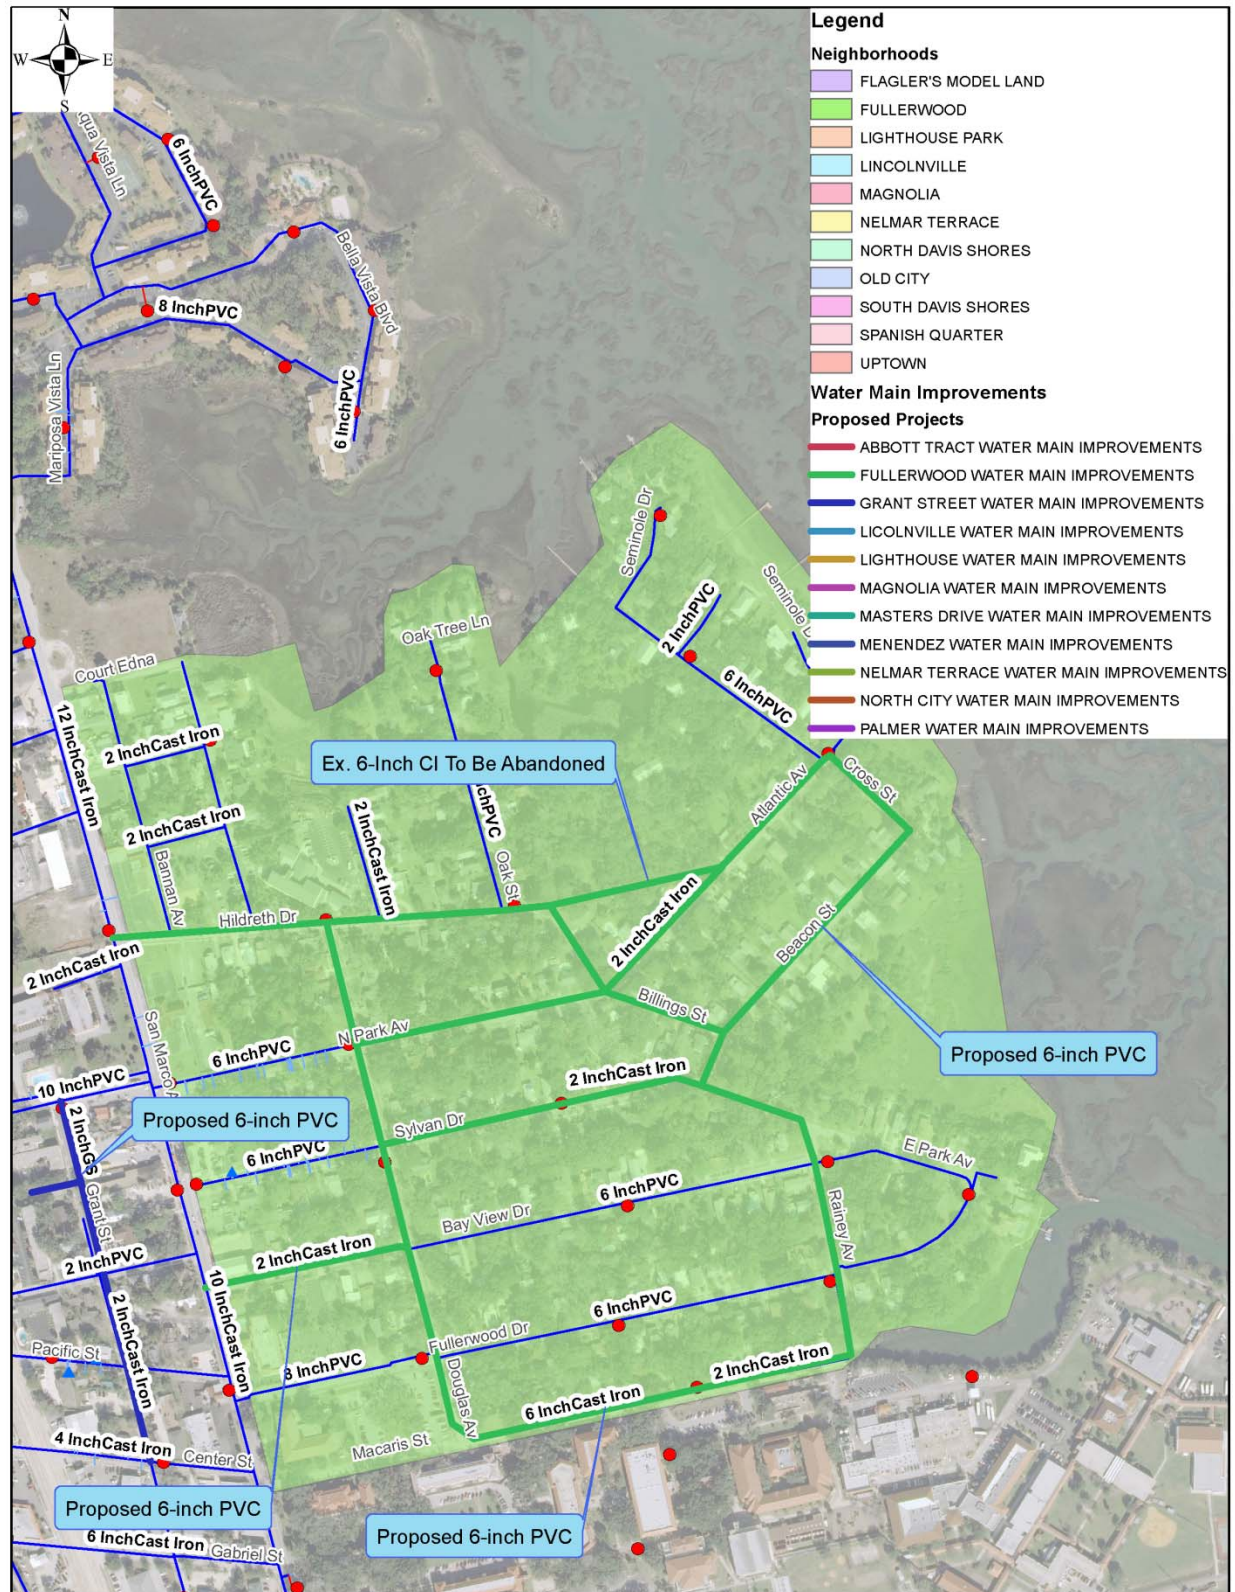 N
W E
S
Legend
Neighborhoods
FLAGLER'S MODEL LAND
FULLERWOOD
LIGHTHOUSE PARK
LINCOLNVILLE
MAGNOLIA
NELMAR TERRACE
NORTH DAVIS SHORES
OLD CITY
SOUTH DAVIS SHORES
SPANISH QUARTER
UPTOWN
Water Main Improvements
Proposed Projects
ABBOTT TRACT WATER MAIN IMPROVEMENTS
FULLERWOOD WATER MAIN IMPROVEMENTS
GRANT STREET WATER MAIN IMPROVEMENTS
LICOLNVILLE WATER MAIN IMPROVEMENTS
LIGHTHOUSE WATER MAIN IMPROVEMENTS
MAGNOLIA WATER MAIN IMPROVEMENTS
MASTERS DRIVE WATER MAIN IMPROVEMENTS
MENENDEZ WATER MAIN IMPROVEMENTS
NELMAR TERRACE WATER MAIN IMPROVEMENTS
NORTH CITY WATER MAIN IMPROVEMENTS
PALMER WATER MAIN IMPROVEMENTS
Aqua Vista Ln
6 InchPVC
Bella Vista Blvd
8 InchPVC
Mariposa Vista Ln
6 InchPVC
Seminole Dr
Seminole D
2 InchPVC
6 InchPVC
Oak Tree Ln
Court Edna
12 InchCast Iron
2 InchCast Iron
Ex. 6-Inch CI To Be Abandoned
Atlantic Av
Cross St
2 InchCast Iron
2 InchCast Iron
InchPVC
Bannan Av
Oak St
Hildreth Dr
2 InchCast Iron
Beacon St
2 InchCast Iron
Billings St
San Marco A
N Park Av
6 InchPVC
Proposed 6-inch PVC
2 InchCast Iron
10 InchPVC
Proposed 6-inch PVC
2 InchGS
Sylvan Dr
6 InchPVC
E Park Av
Grant St
6 InchPVC
Rainey Av
Bay View Dr
2 InchCast Iron
2 InchPVC
10 InchCast Iron
2 InchCast Iron
6 InchPVC
Fullerwood Dr
Pacific St
8 InchPVC
Douglas Av
2 InchCast Iron
6 InchCast Iron
Macaris St
4 InchCast Iron
Center St
Proposed 6-inch PVC
Proposed 6-inch PVC
6 InchCast Iron
Gabriel St